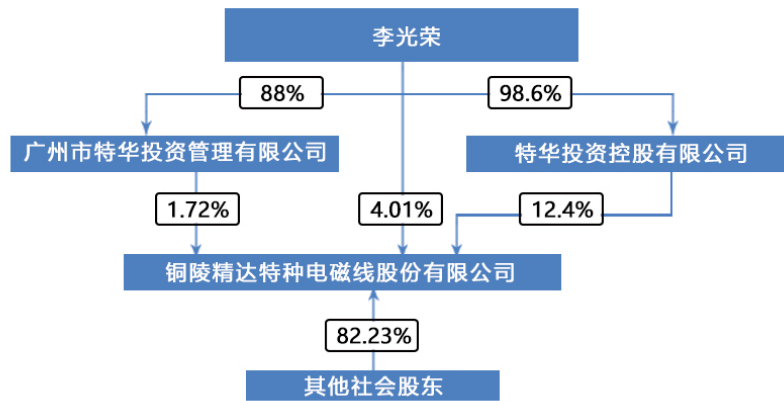 李光荣
88%
98.6%
广州市特华投资管理有限公司
特华投资控股有限公司
1.72%
4.01%
12.4%
铜陵精达特种电磁线股份有限公司
82.23%
其他社会股东